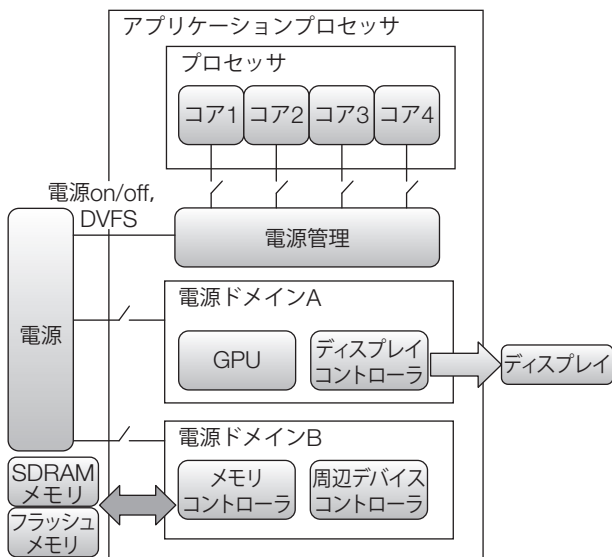 アプリケーションプロセッサ
プロセッサ
コア1
コア2
コア3
コア4
電源on/off,
DVFS
電源管理
電源
電源ドメインA
GPU
ディスプレイ
コントローラ
ディスプレイ
電源ドメインB
メモリ
コントローラ
周辺デバイス
コントローラ
SDRAM
メモリ
フラッシュ
メモリ